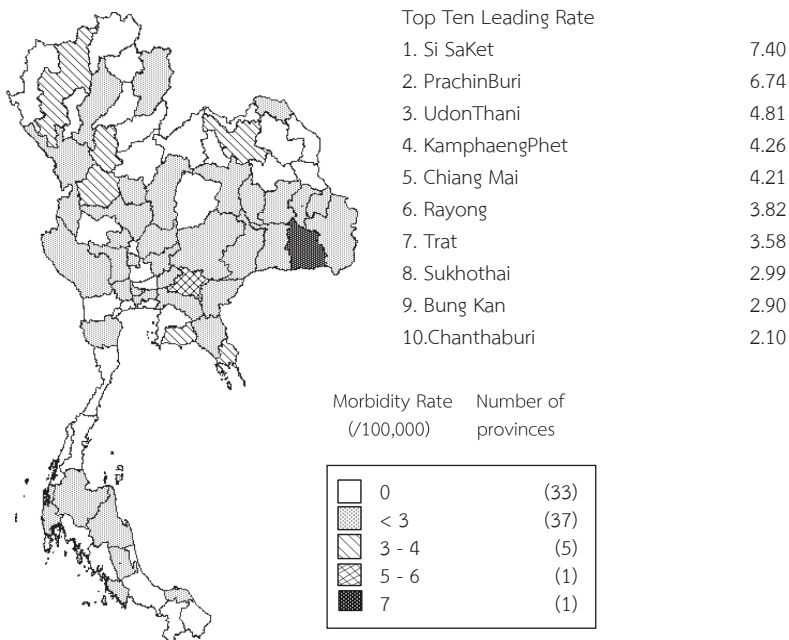 Top Ten Leading Rate
1. Si SaKet 7.40
2. PrachinBuri 6.74
3. UdonThani 4.81
4. KamphaengPhet 4.26
5. Chiang Mai 4.21
6. Rayong 3.82
7. Trat 3.58
8. Sukhothai 2.99
9. Bung Kan 2.90
10.Chanthaburi 2.10
Morbidity Rate Number of
(/100,000) provinces
0 (33)
< 3 (37)
3 - 4 (5)
5 - 6 (1)
7 (1)